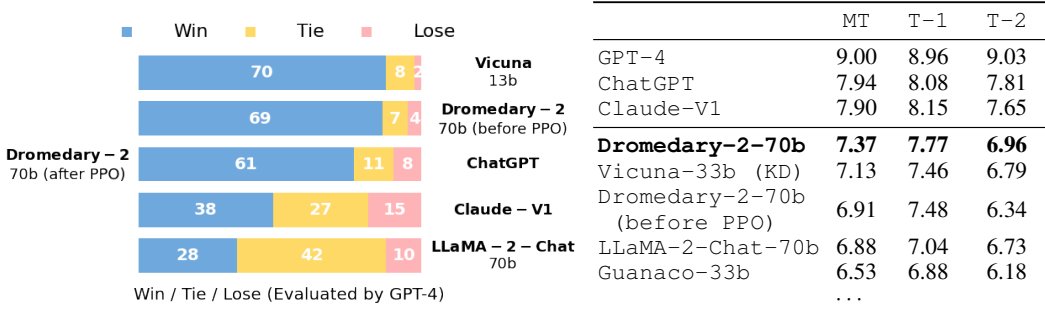 Win Tie Lose
70 8 2 Vicuna
13b
69 7 4 Dromedary – 2
70b (before PPO)
Dromedary – 2
70b (after PPO)
61 11 8 ChatGPT
38 27 15 Claude – V1
28 42 10 LLaMA – 2 – Chat
70b
Win / Tie / Lose (Evaluated by GPT-4)
MT T-1 T-2
GPT-4 9.00 8.96 9.03
ChatGPT 7.94 8.08 7.81
Claude-V1 7.90 8.15 7.65
Dromedary-2-70b 7.37 7.77 6.96
Vicuna-33b (KD) 7.13 7.46 6.79
Dromedary-2-70b
(before PPO) 6.91 7.48 6.34
LLaMA-2-Chat-70b 6.88 7.04 6.73
Guanaco-33b 6.53 6.88 6.18
...